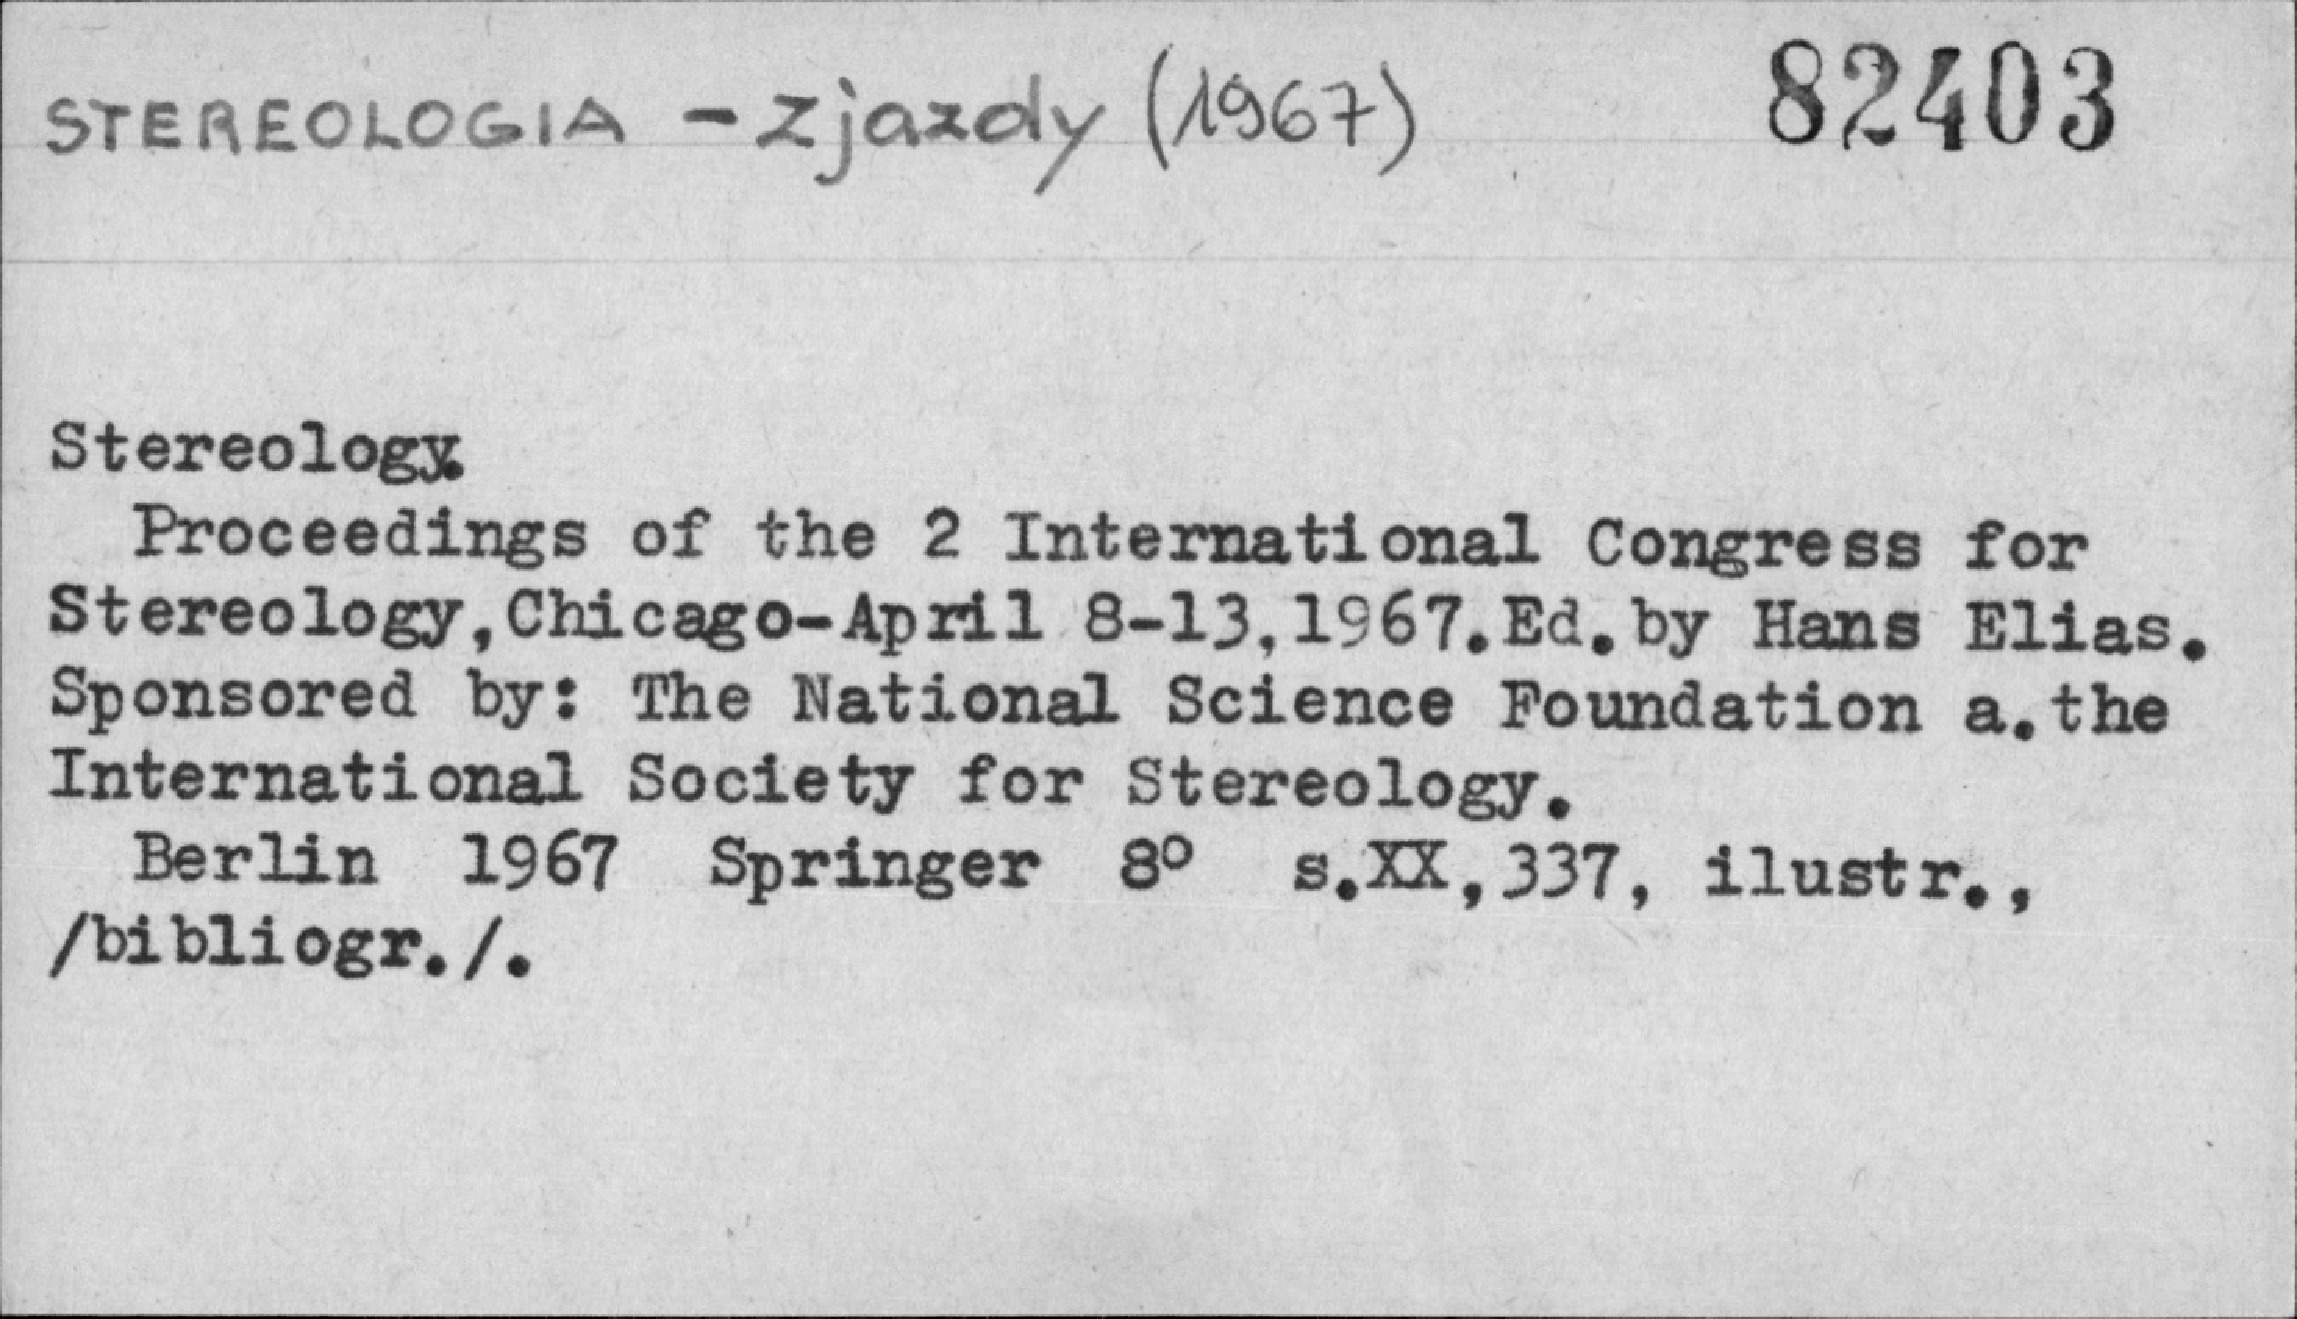 STEREOLOGIA - zjazdy (1967) 82403
Stereology.
Proceedings of the 2 International Congress for
Stereology,Chicago-April 8-13,1967.Ed.by Hans Elias.
Sponsored by: The National Science Foundation a.the
International Society for Stereology.
Berlin 1967 Springer 8° s.XX,337, ilustr.,
/bibliogr./.